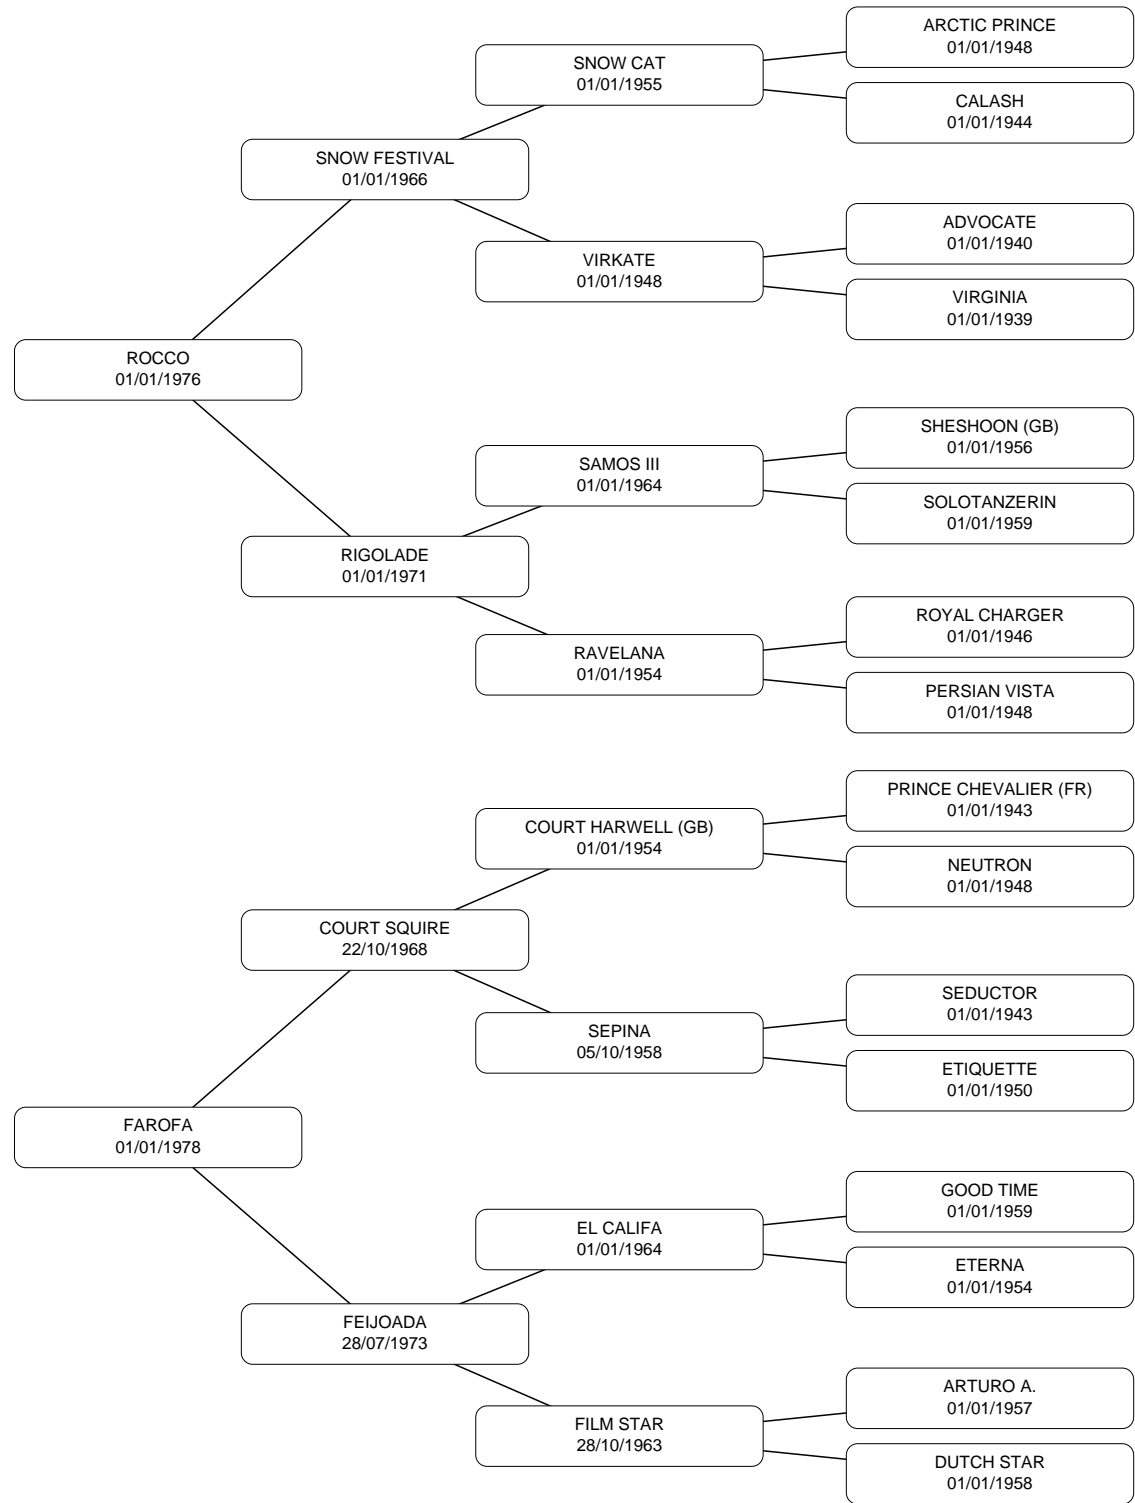 ARCTIC PRINCE
01/01/1948
SNOW CAT
01/01/1955
CALASH
01/01/1944
SNOW FESTIVAL
01/01/1966
ADVOCATE
01/01/1940
VIRKATE
01/01/1948
VIRGINIA
01/01/1939
ROCCO
01/01/1976
SHESHOON (GB)
01/01/1956
SAMOS III
01/01/1964
SOLOTANZERIN
01/01/1959
RIGOLADE
01/01/1971
ROYAL CHARGER
01/01/1946
RAVELANA
01/01/1954
PERSIAN VISTA
01/01/1948
PRINCE CHEVALIER (FR)
01/01/1943
COURT HARWELL (GB)
01/01/1954
NEUTRON
01/01/1948
COURT SQUIRE
22/10/1968
SEDUCTOR
01/01/1943
SEPINA
05/10/1958
ETIQUETTE
01/01/1950
FAROFA
01/01/1978
GOOD TIME
01/01/1959
EL CALIFA
01/01/1964
ETERNA
01/01/1954
FEIJOADA
28/07/1973
ARTURO A.
01/01/1957
FILM STAR
28/10/1963
DUTCH STAR
01/01/1958